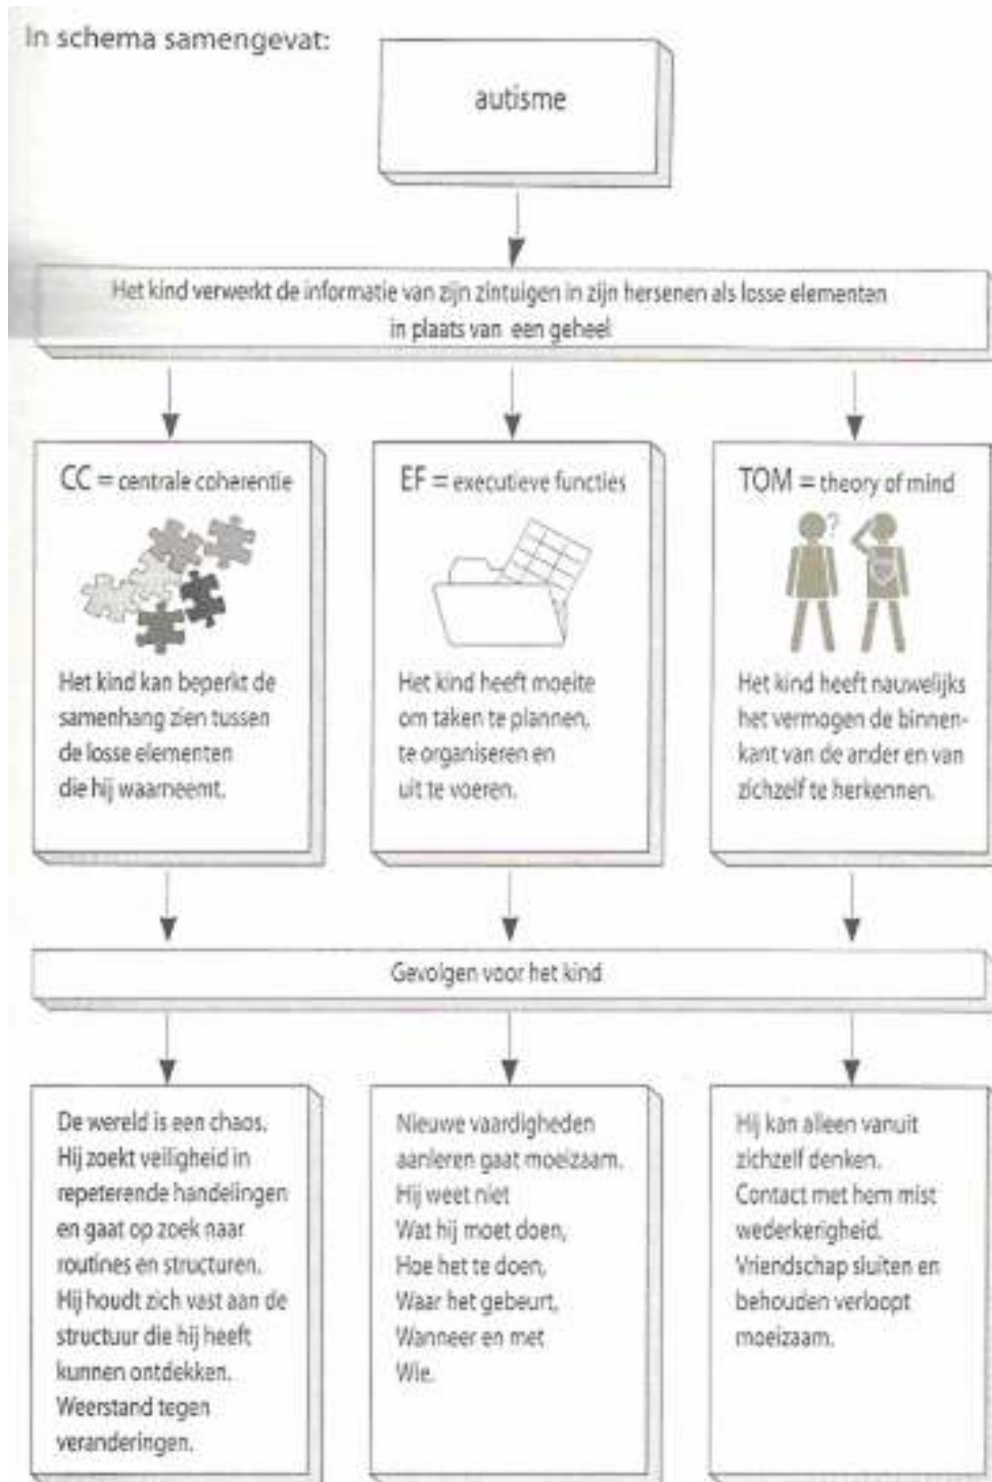 In schema samengevat:
autisme
Het kind verwerkt de informatie van zijn zintuigen in zijn hersenen als losse elementen
in plaats van een geheel
CC = centrale coherentie
Het kind kan beperkt de
samenhang zien tussen
de losse elementen
die hij waarneemt.
EF = executieve functies
Het kind heeft moeite
om taken te plannen,
te organiseren en
uit te voeren.
TOM = theory of mind
?
Het kind heeft nauwelijks
het vermogen de binnen-
kant van de ander en van
zichzelf te herkennen.
Gevolgen voor het kind
De wereld is een chaos.
Hij zoekt veiligheid in
repeterende handelingen
en gaat op zoek naar
routines en structuren.
Hij houdt zich vast aan de
structuur die hij heeft
kunnen ontdekken.
Weerstand tegen
veranderingen.
Nieuwe vaardigheden
aanleren gaat moeizaam.
Hij weet niet
Wat hij moet doen,
Hoe het te doen,
Waar het gebeurt,
Wanneer en met
Wie.
Hij kan alleen vanuit
zichzelf denken.
Contact met hem mist
wederkerigheid.
Vriendschap sluiten en
behouden verloopt
moeizaam.